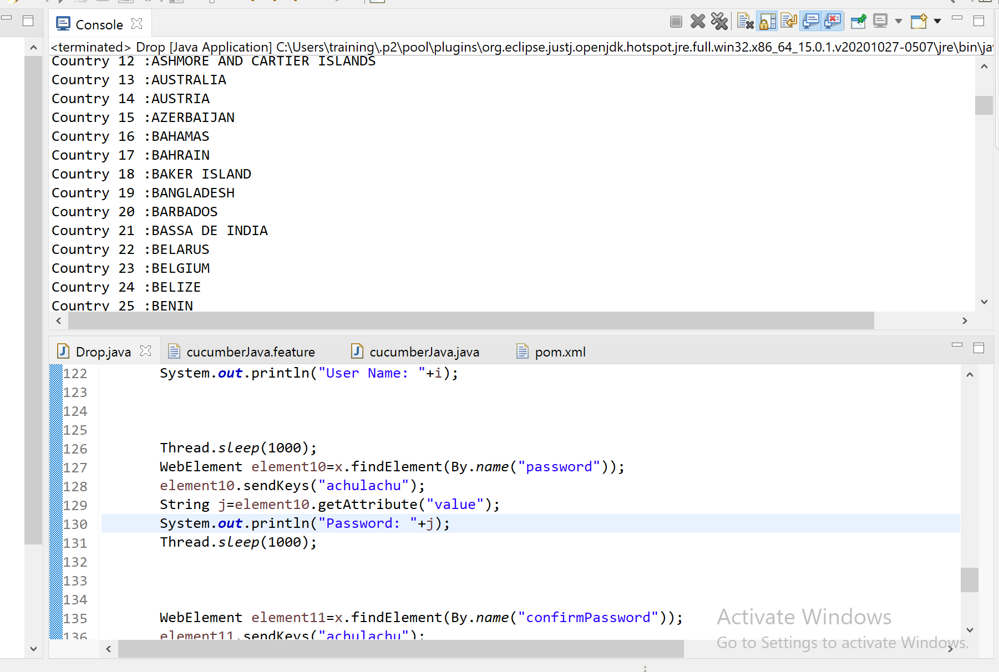 Console
<terminated> Drop [Java Application] C:\Users\training\.p2\pool\plugins\org.eclipse.justj.openjdk.hotspot.jre.full.win32.x86_64_15.0.1.v20201027-0507\jre\bin\ja
Country 12 :ASHMORE AND CARTIER ISLANDS
Country 13 :AUSTRALIA
Country 14 :AUSTRIA
Country 15 :AZERBAIJAN
Country 16 :BAHAMAS
Country 17 :BAHRAIN
Country 18 :BAKER ISLAND
Country 19 :BANGLADESH
Country 20 :BARBADOS
Country 21 :BASSA DE INDIA
Country 22 :BELARUS
Country 23 :BELGIUM
Country 24 :BELIZE
Country 25 :BENIN
Drop.java cucumberJava.feature cucumberJava.java pom.xml
122 System.out.println("User Name: "+i);
123
124
125
126 Thread.sleep(1000);
127 WebElement element10=x.findElement(By.name("password"));
128 element10.sendKeys("achulachu");
129 String j=element10.getAttribute("value");
130 System.out.println("Password: "+j);
131 Thread.sleep(1000);
132
133
134
135 WebElement element11=x.findElement(By.name("confirmPassword"));
136 element11.sendKeys("achulachu");
Activate Windows
Go to Settings to activate Windows.